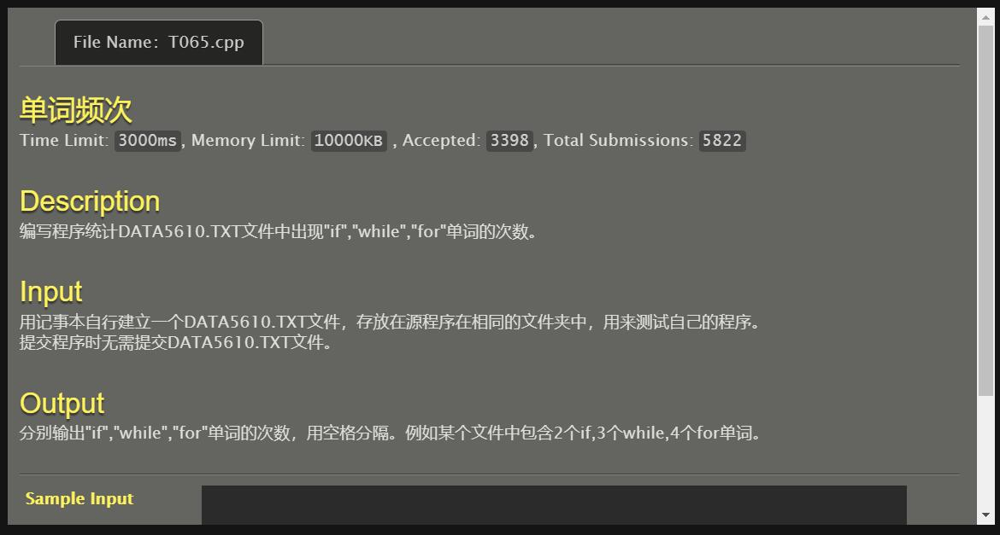 File Name: T065.cpp
单词频次
Time Limit: 3000ms, Memory Limit: 10000KB , Accepted: 3398, Total Submissions: 5822
Description
编写程序统计DATA5610.TXT文件中出现"if","while","for"单词的次数。
Input
用记事本自行建立一个DATA5610.TXT文件，存放在源程序在相同的文件夹中，用来测试自己的程序。
提交程序时无需提交DATA5610.TXT文件。
Output
分别输出"if","while","for"单词的次数，用空格分隔。例如某个文件中包含2个if,3个while,4个for单词。
Sample Input